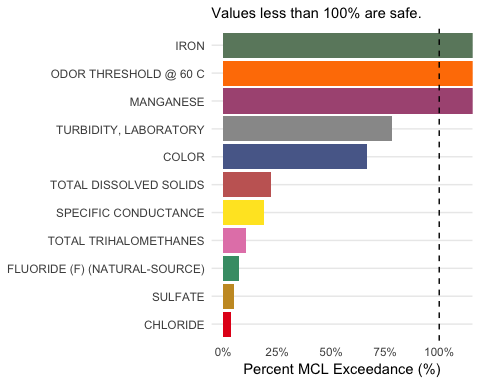 Values less than 100% are safe.
IRON
ODOR THRESHOLD @ 60 C
MANGANESE
TURBIDITY, LABORATORY
COLOR
TOTAL DISSOLVED SOLIDS
SPECIFIC CONDUCTANCE
TOTAL TRIHALOMETHANES
FLUORIDE (F) (NATURAL-SOURCE)
SULFATE
CHLORIDE
0% 25% 50% 75% 100%
Percent MCL Exceedance (%)